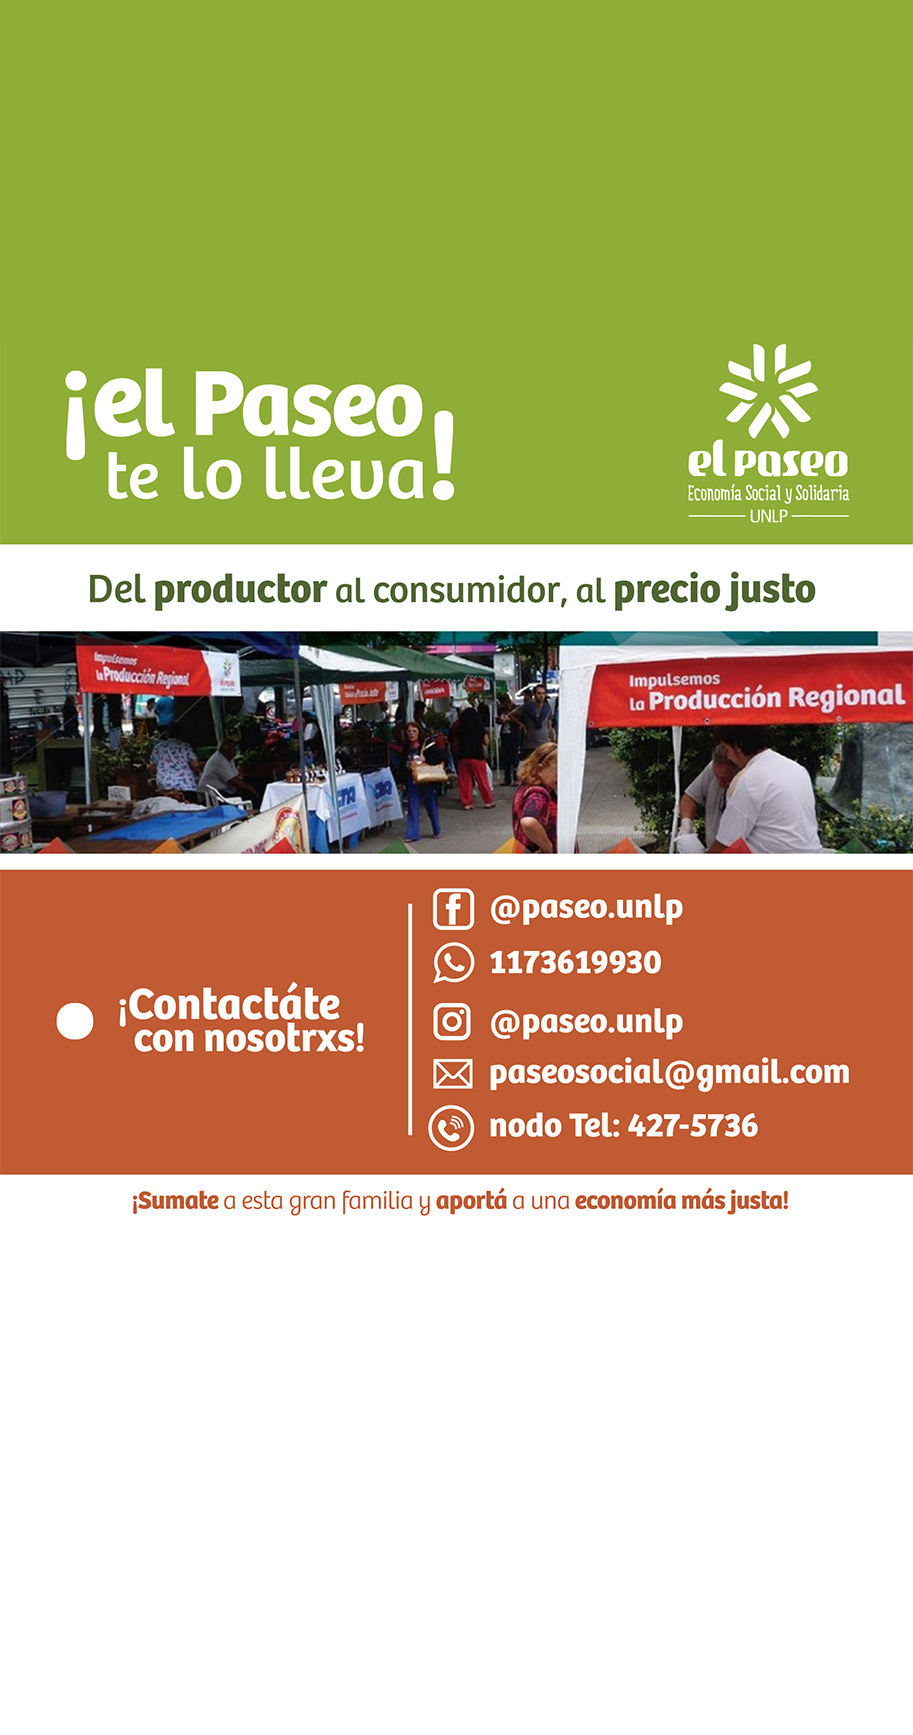 ¡el Paseo
te lo lleva!
el paseo
Economía Social y Solidaria
UNLP
Del productor al consumidor, al precio justo
Impulsemos
la Producción Regional
Impulsemos
la Producción Regional
¡Contactáte
con nosotrxs!
@paseo.unlp
1173619930
@paseo.unlp
paseosocial@gmail.com
nodo Tel: 427-5736
¡Sumate a esta gran familia y aportá a una economía más justa!